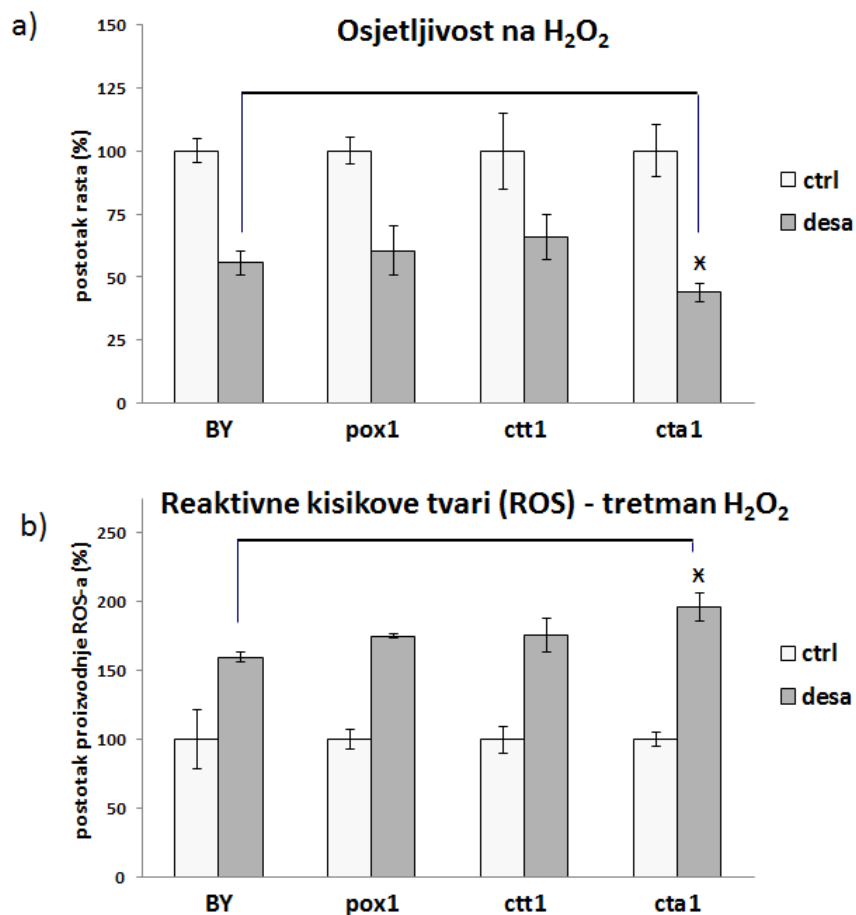 a)
Osjetljivost na H₂O₂
postotak rasta (%)
150
125
100
75
50
25
0
BY pox1 ctt1 cta1
ctrl
desa
*
b)
Reaktivne kisikove tvari (ROS) - tretman H₂O₂
postotak proizvodnje ROS-a (%)
250
200
150
100
50
0
BY pox1 ctt1 cta1
ctrl
desa
*